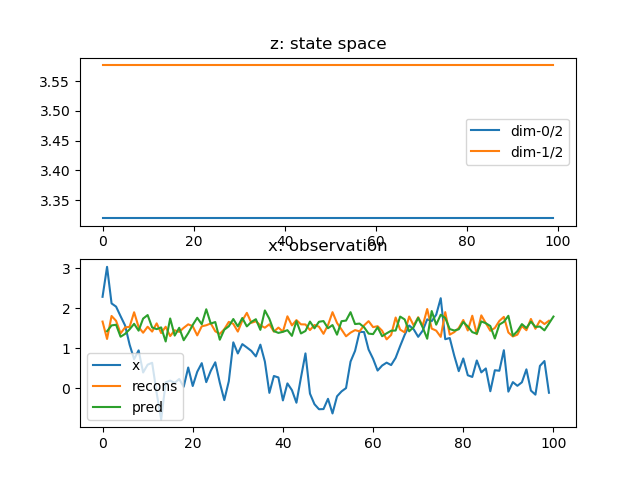 z: state space
3.55
3.50
3.45
3.40
3.35
dim-0/2
dim-1/2
0 20 40 60 80 100
x: observation
3
2
1
0
x
recons
pred
0 20 40 60 80 100